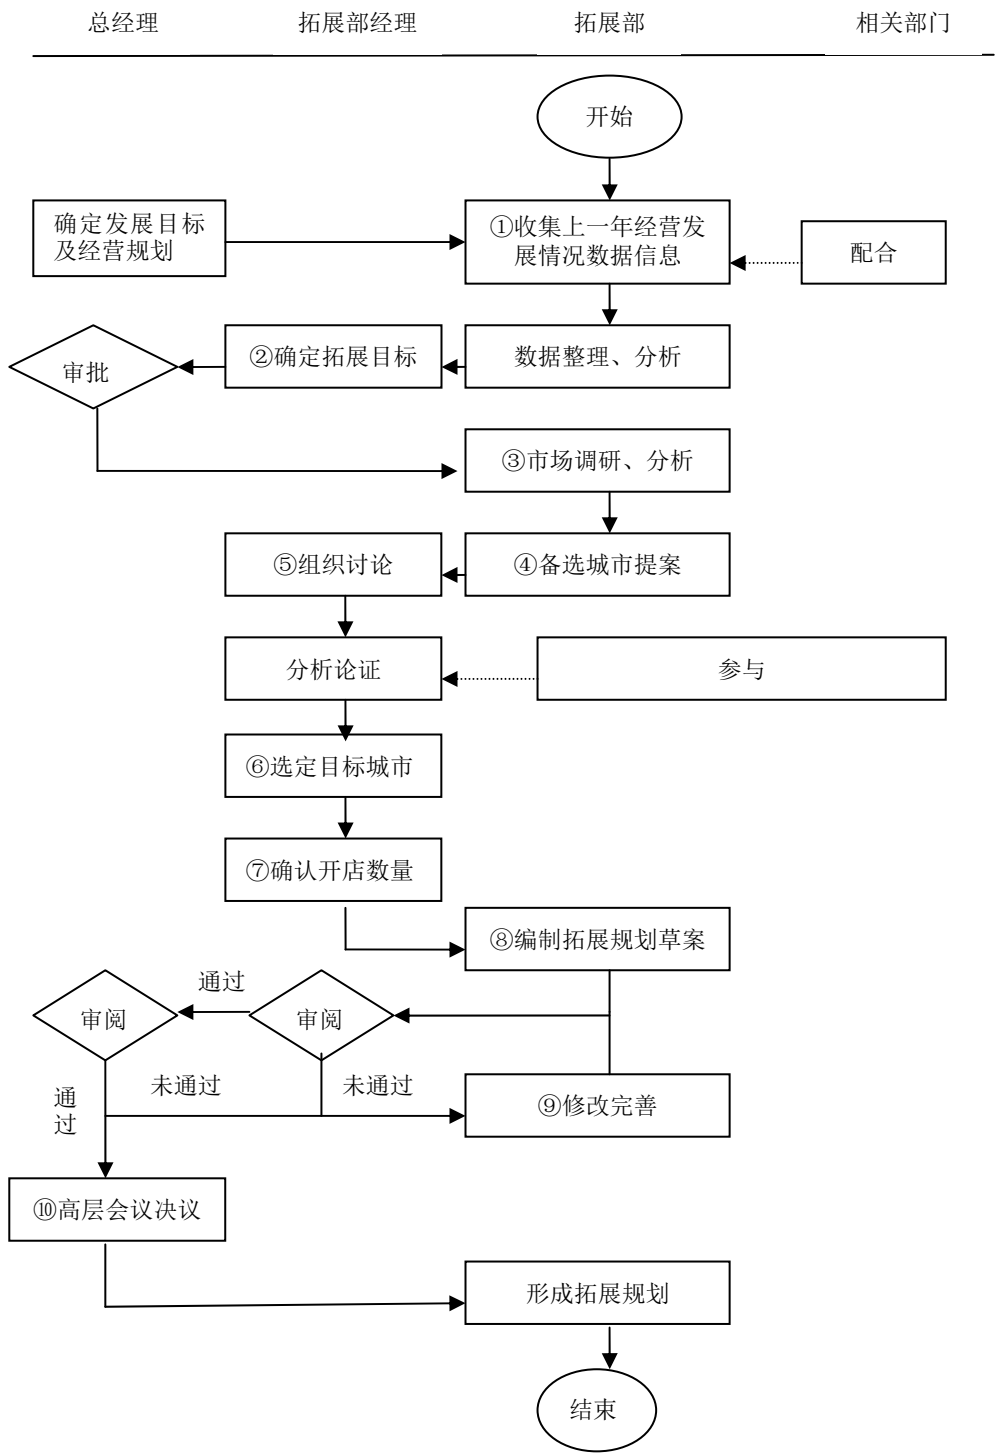 总经理
拓展部经理
拓展部
相关部门
开始
确定发展目标
及经营规划
①收集上一年经营发
展情况数据信息
配合
审批
②确定拓展目标
数据整理、分析
③市场调研、分析
⑤组织讨论
④备选城市提案
分析论证
参与
⑥选定目标城市
⑦确认开店数量
⑧编制拓展规划草案
通过
审阅
审阅
通
过
未通过
未通过
⑨修改完善
⑩高层会议决议
形成拓展规划
结束